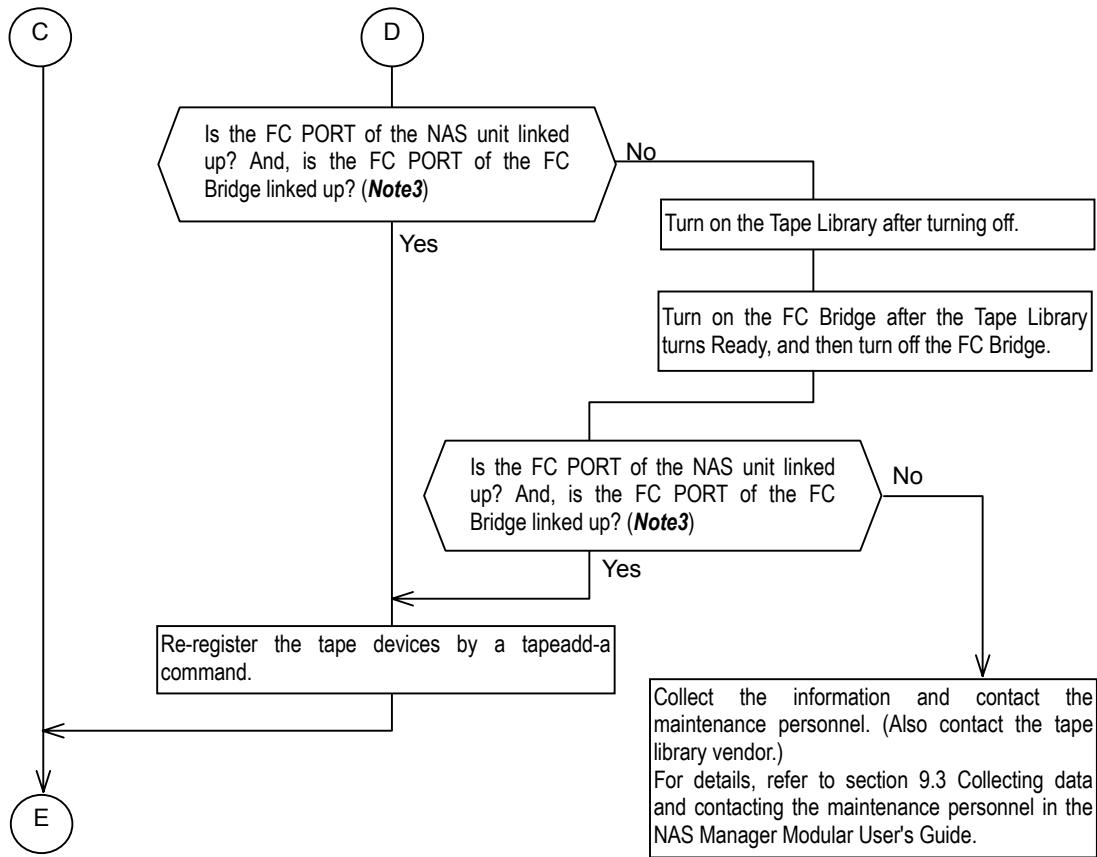 C
D
Is the FC PORT of the NAS unit linked
up? And, is the FC PORT of the FC
Bridge linked up? (Note3)
No
Yes
Turn on the Tape Library after turning off.
Turn on the FC Bridge after the Tape Library
turns Ready, and then turn off the FC Bridge.
Is the FC PORT of the NAS unit linked
up? And, is the FC PORT of the FC
Bridge linked up? (Note3)
No
Yes
Re-register the tape devices by a tapeadd-a
command.
Collect the information and contact the
maintenance personnel. (Also contact the tape
library vendor.)
For details, refer to section 9.3 Collecting data
and contacting the maintenance personnel in the
NAS Manager Modular User's Guide.
E